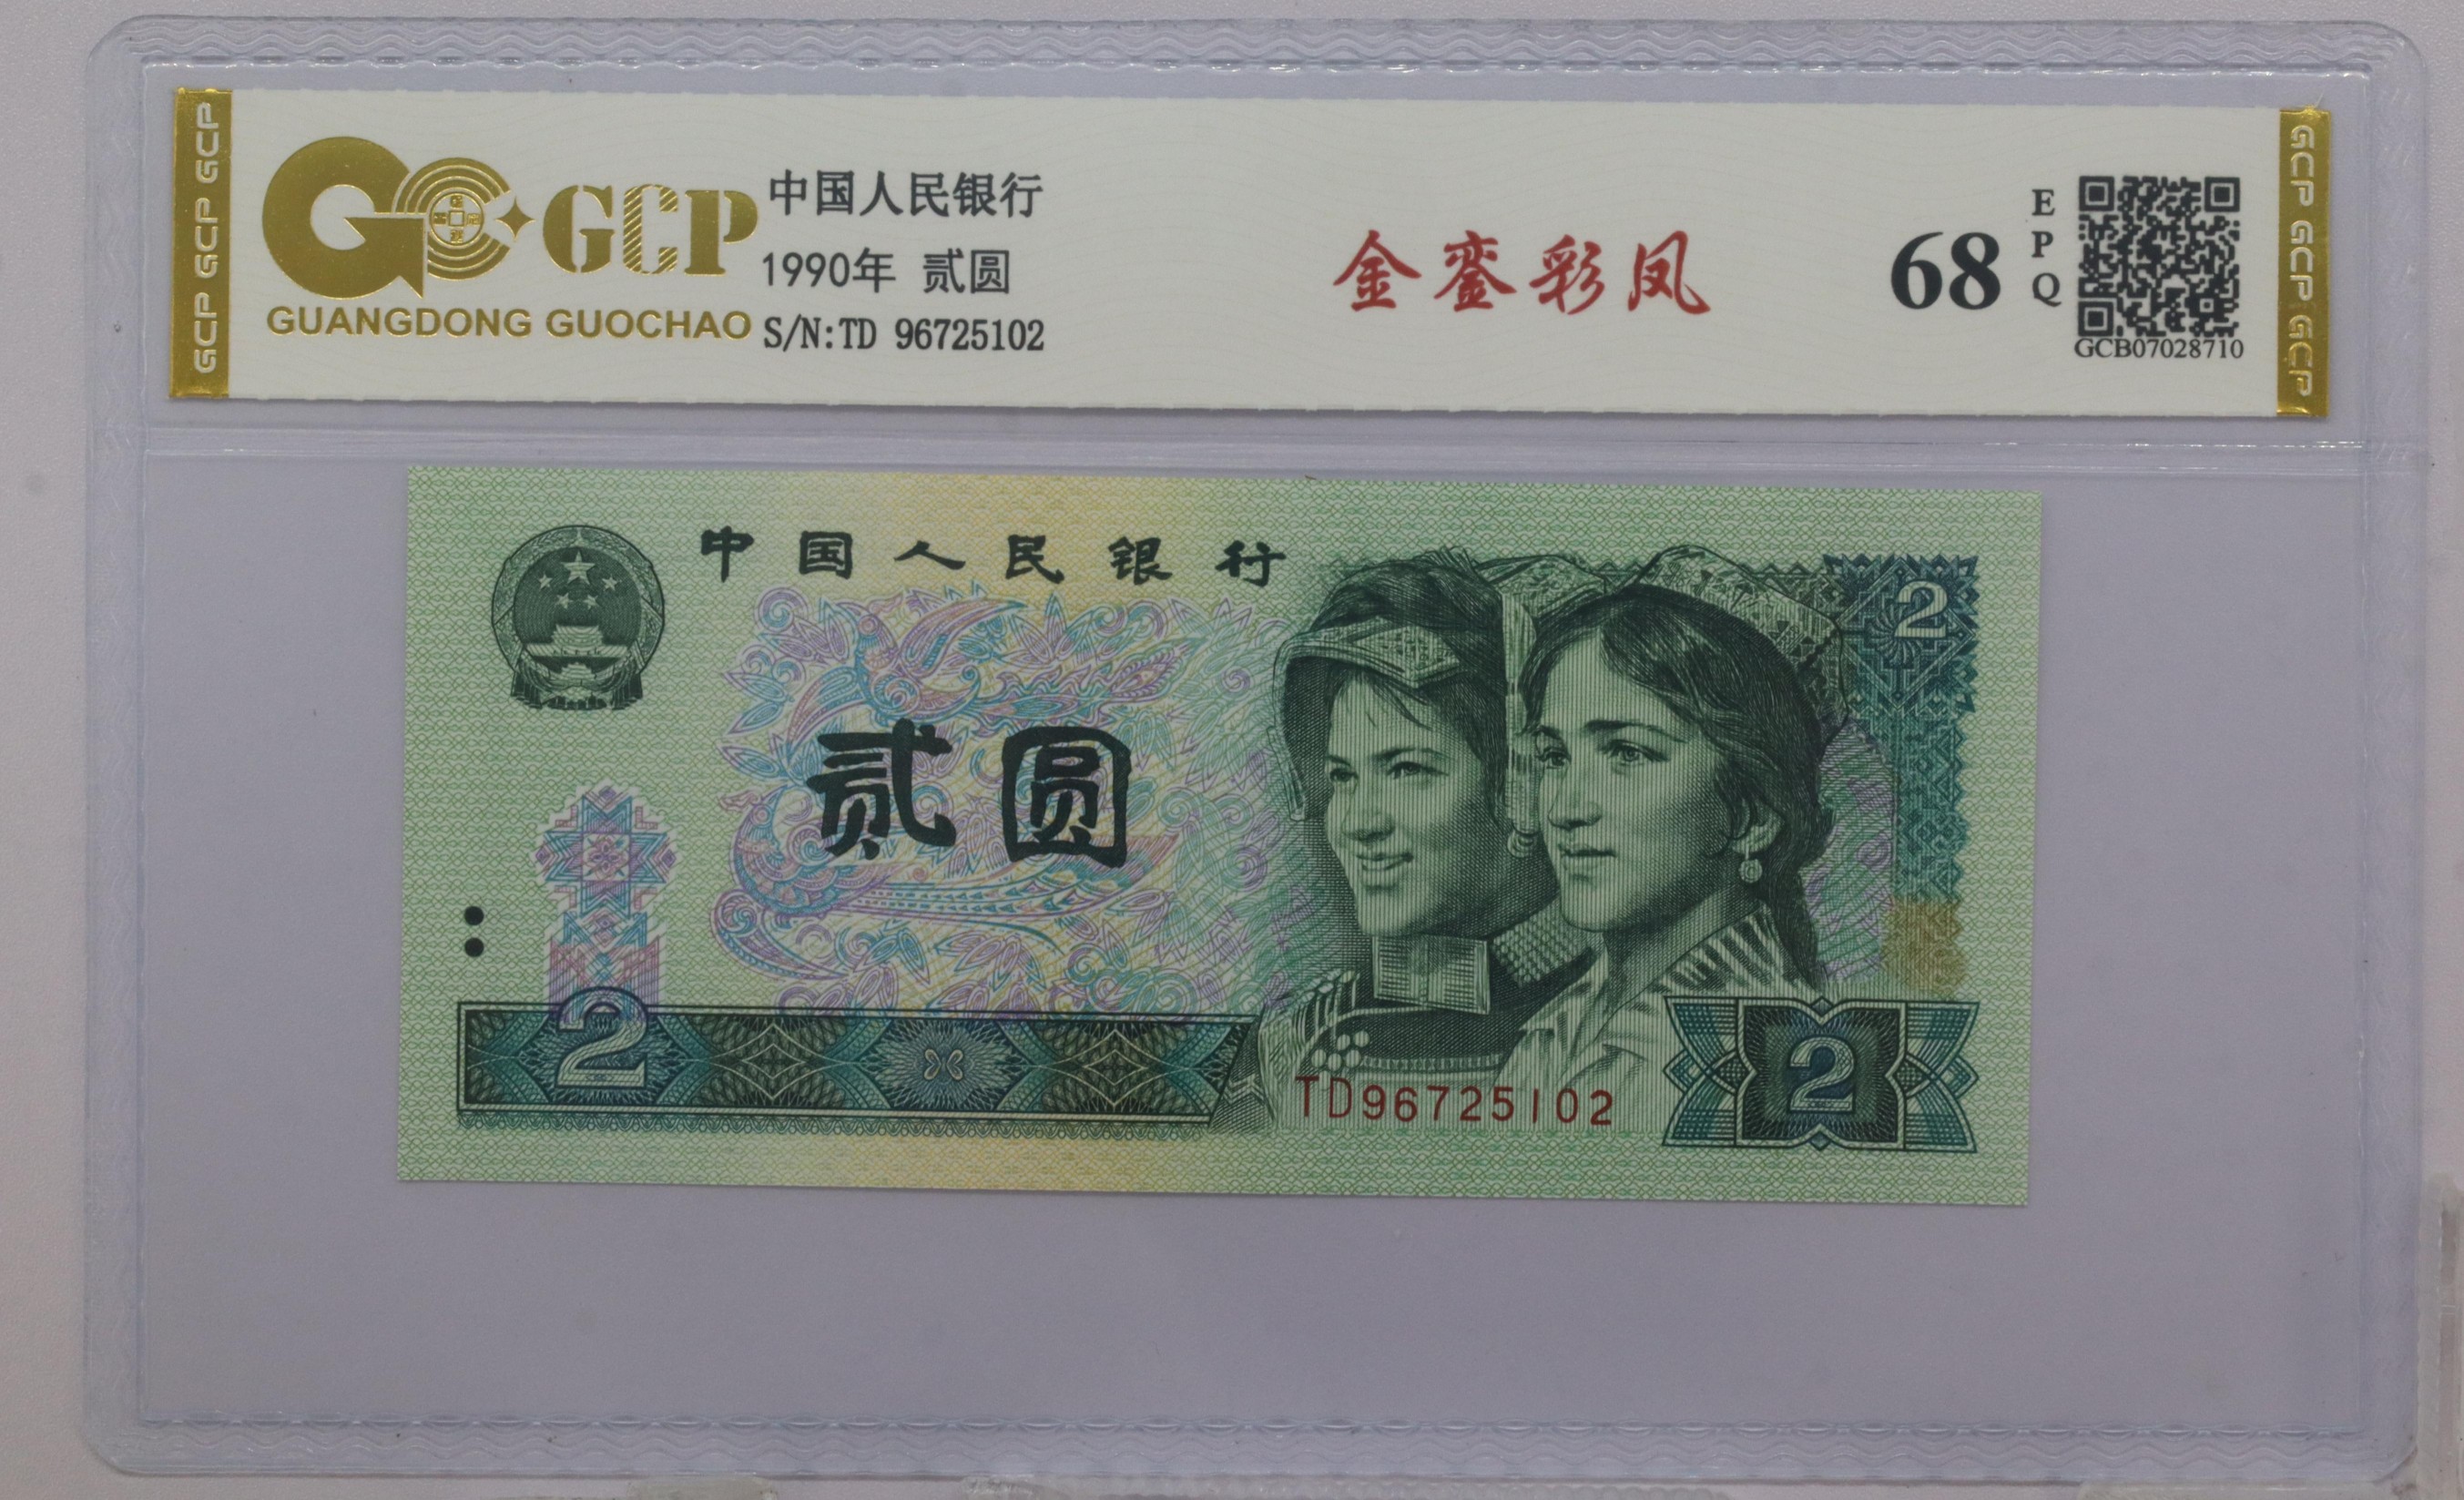 GCP GCP GCP
GCP
GUANGDONG GUOCHAO
中国人民银行
1990年 贰圆
S/N:TD 96725102
金銮彩凤
68
EPQ
GCB07028710
GCP GCP GCP
中国人民银行
2
贰圆
2
TD96725102
2